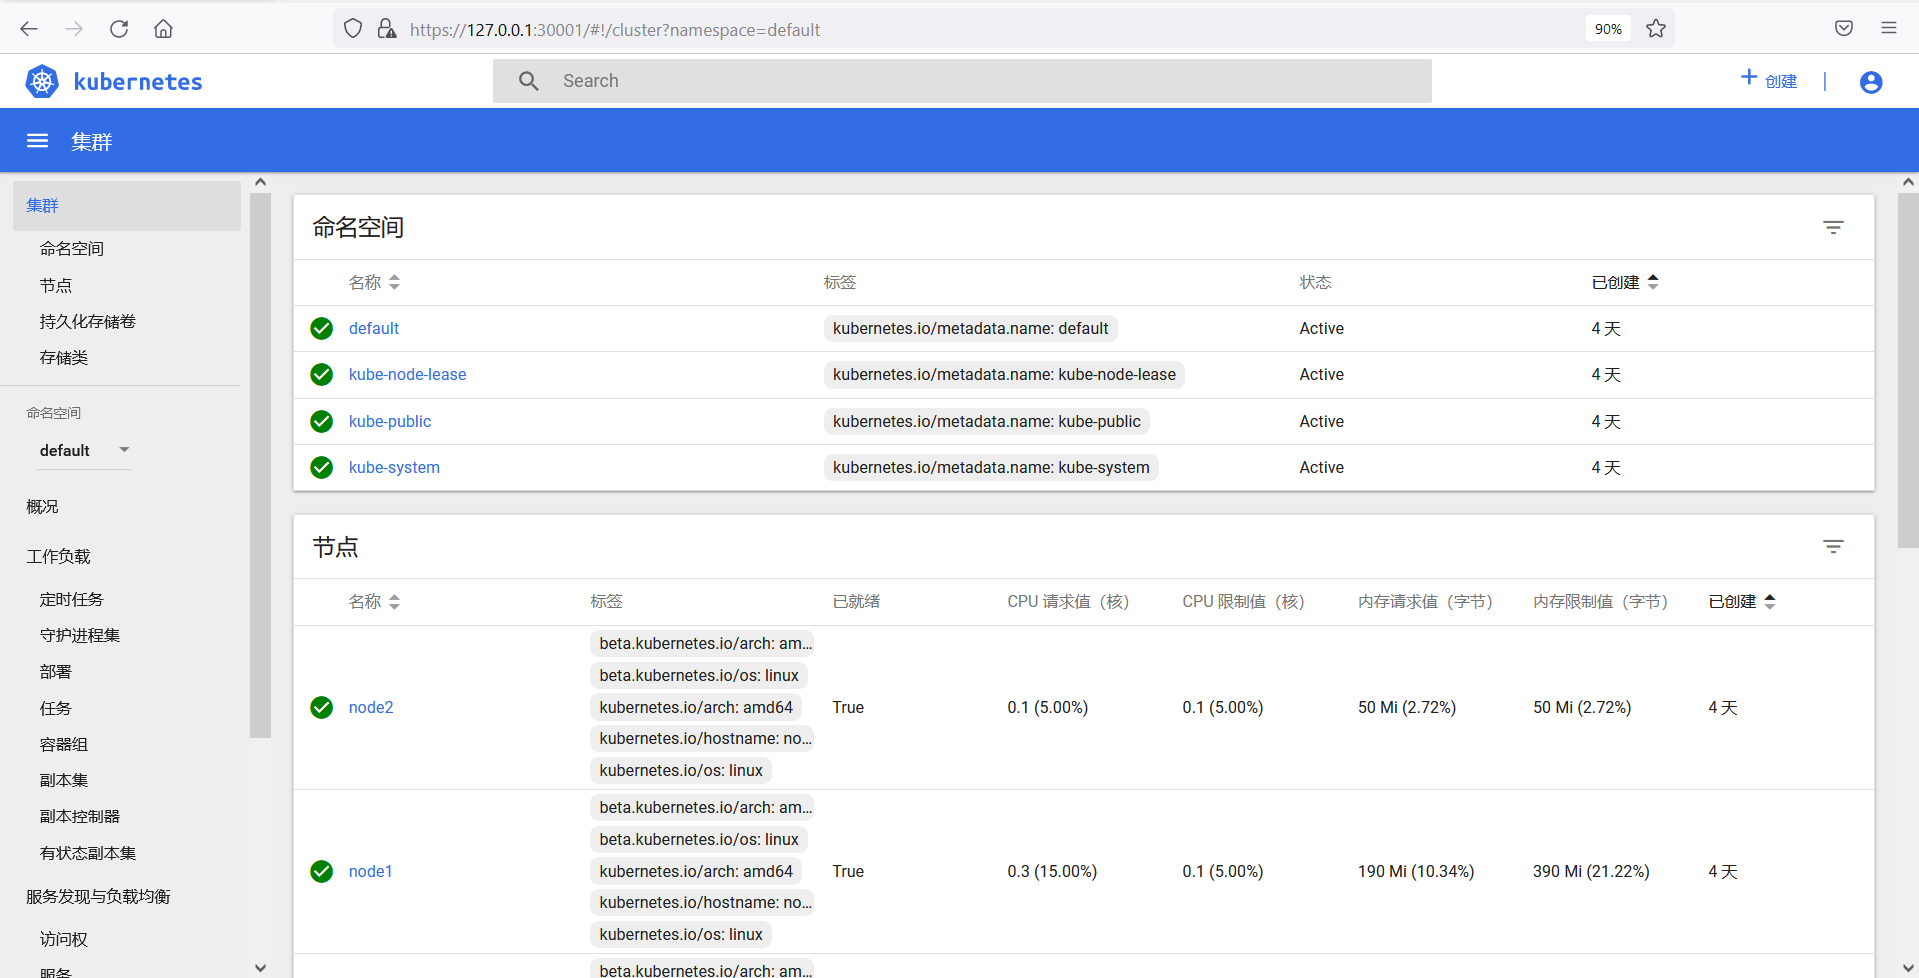 https://127.0.0.1:30001/#!/cluster?namespace=default 90%
kubernetes Search + 创建 |
集群
集群
命名空间
节点
持久化存储卷
存储类
命名空间
default
概况
工作负载
定时任务
守护进程集
部署
任务
容器组
副本集
副本控制器
有状态副本集
服务发现与负载均衡
访问权
服务
命名空间
名称 标签 状态 已创建
default kubernetes.io/metadata.name: default Active 4 天
kube-node-lease kubernetes.io/metadata.name: kube-node-lease Active 4 天
kube-public kubernetes.io/metadata.name: kube-public Active 4 天
kube-system kubernetes.io/metadata.name: kube-system Active 4 天
节点
名称 标签 已就绪 CPU 请求值（核） CPU 限制值（核） 内存请求值（字节） 内存限制值（字节） 已创建
beta.kubernetes.io/arch: am...
beta.kubernetes.io/os: linux
node2 kubernetes.io/arch: amd64 True 0.1 (5.00%) 0.1 (5.00%) 50 Mi (2.72%) 50 Mi (2.72%) 4 天
kubernetes.io/hostname: no...
kubernetes.io/os: linux
beta.kubernetes.io/arch: am...
beta.kubernetes.io/os: linux
node1 kubernetes.io/arch: amd64 True 0.3 (15.00%) 0.1 (5.00%) 190 Mi (10.34%) 390 Mi (21.22%) 4 天
kubernetes.io/hostname: no...
kubernetes.io/os: linux
beta.kubernetes.io/arch: am...